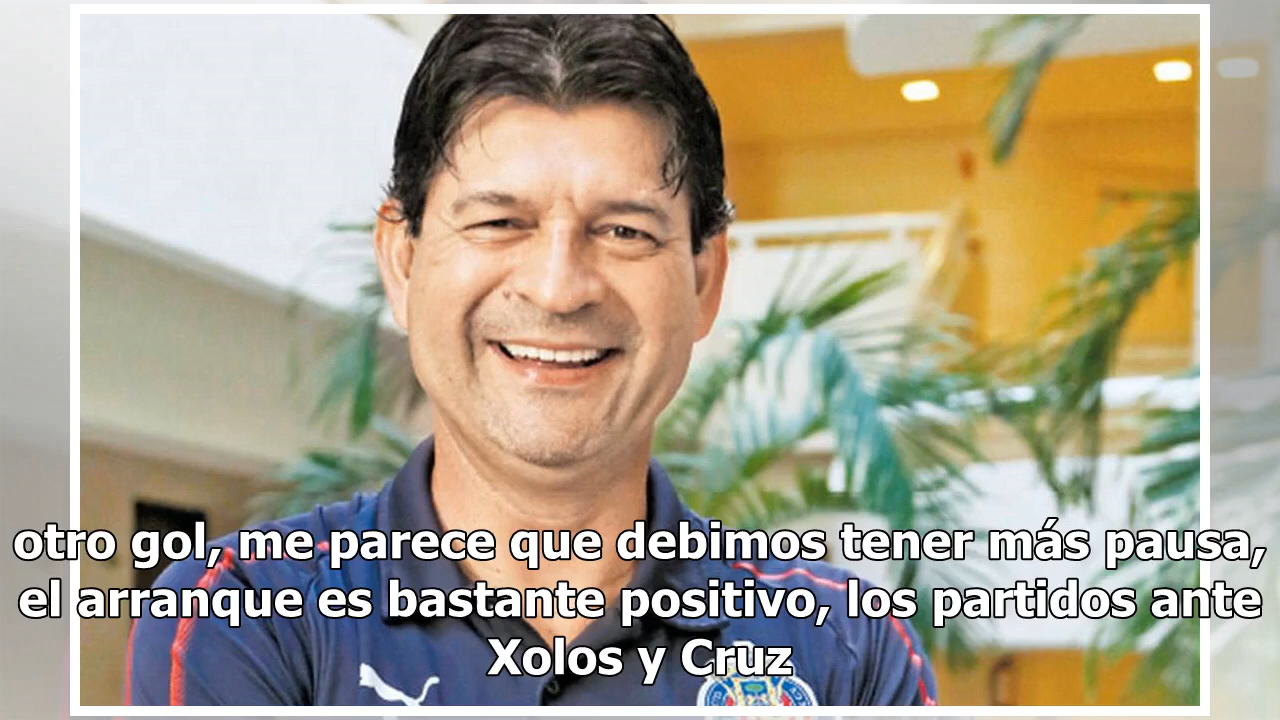 otro gol, me parece que debimos tener más pausa,
el arranque es bastante positivo, los partidos ante
Xolos y Cruz